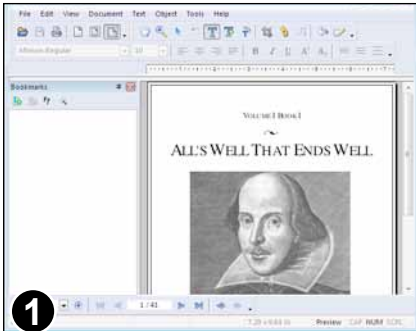 File Edit View Document Text Object Tools Help
Bookmarks
VOLUME I BOOK I
ALL'S WELL THAT ENDS WELL
1
1 / 41
Preview CAP NUM SCRL